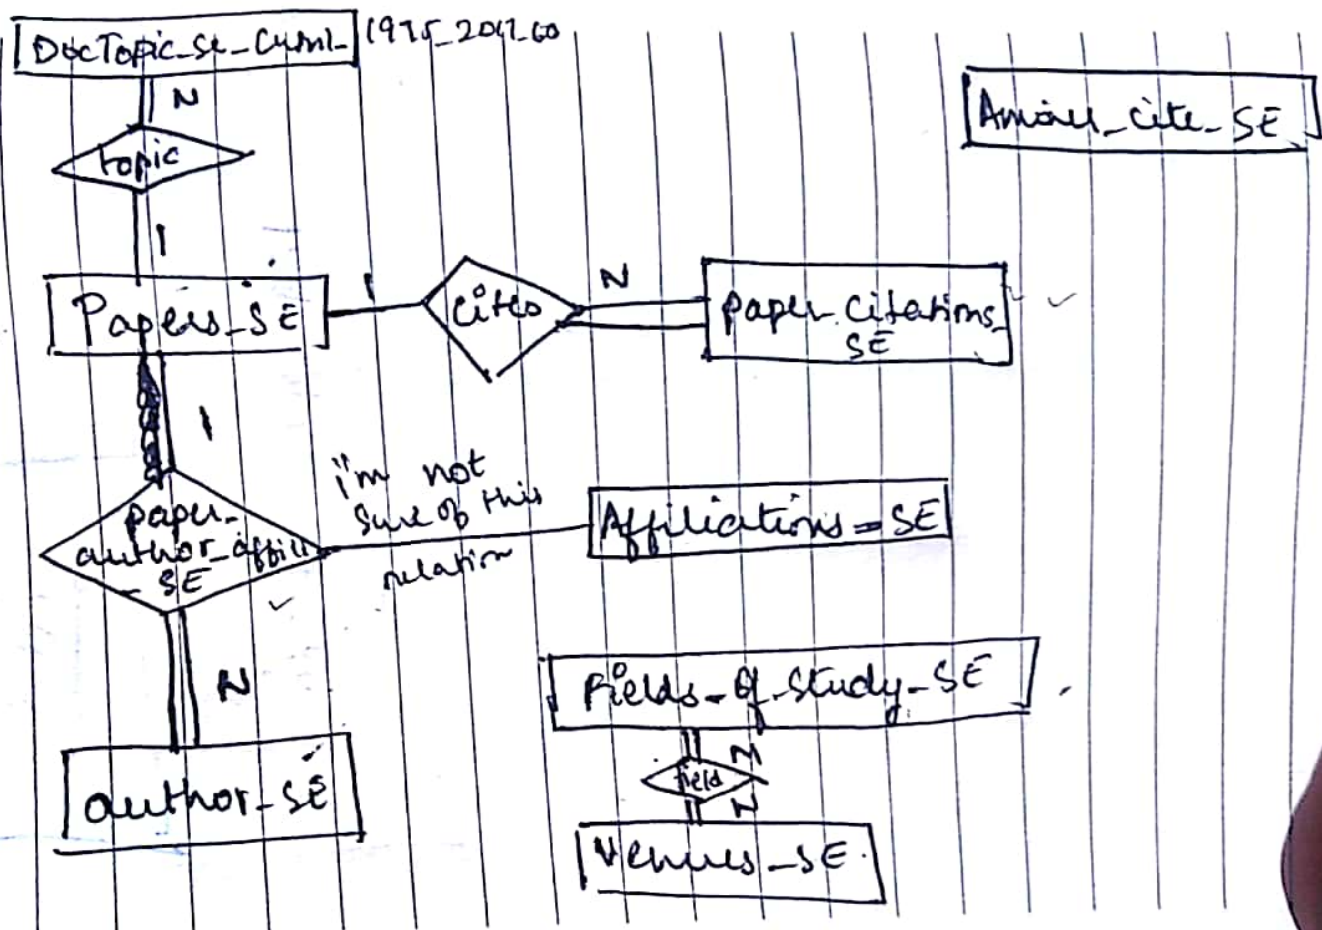 DocTopic_se_Cuml_ 1975_2017_60
N
topic
1
Papers_SE
1
cites
N
paper_citations_
SE
1
paper_
author_affili
_SE
i'm not
sure of this
relation
Affiliations_SE
N
author_SE
Fields_of_study_SE
M
field
N
Venues_SE